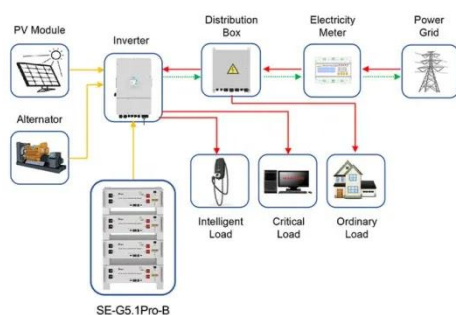 PV Module
Inverter
Distribution
Box
Electricity
Meter
Power
Grid
Alternator
Intelligent
Load
Critical
Load
Ordinary
Load
SE-G5.1Pro-B